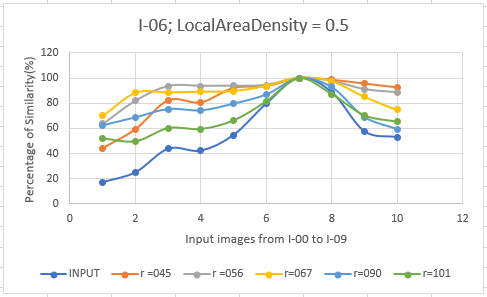 I-06; LocalAreaDensity = 0.5
Percentage of Similarity(%)
120
100
80
60
40
20
0
0 2 4 6 8 10 12
Input images from I-00 to I-09
INPUT r =045 r =056 r=067 r=090 r=101